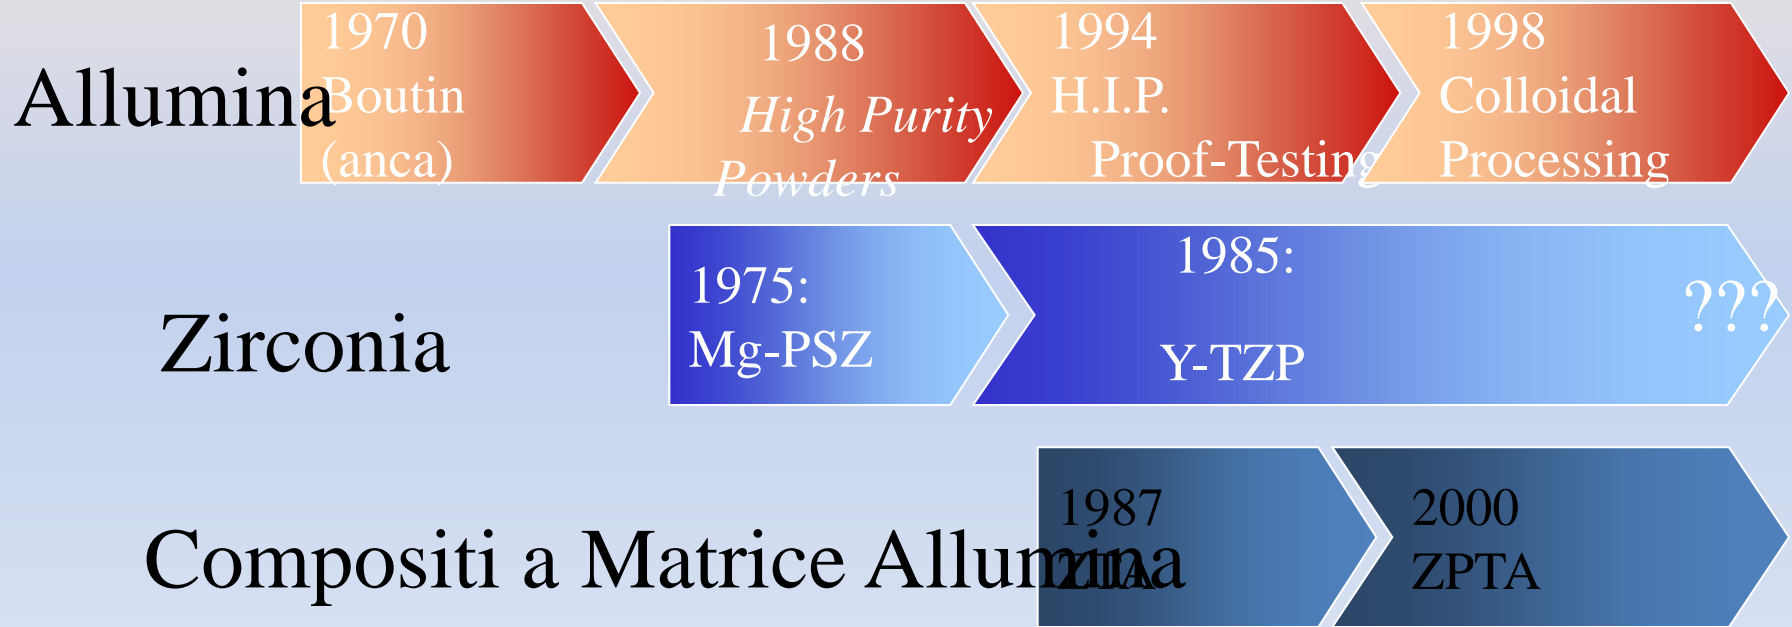 Allumina
1970
Boutin
(anca)
1988
High Purity
Powders
1994
H.I.P.
Proof-Testing
1998
Colloidal
Processing
Zirconia
1975:
Mg-PSZ
1985:
Y-TZP
???
Compositi a Matrice Allumina
1987
2000
ZPTA